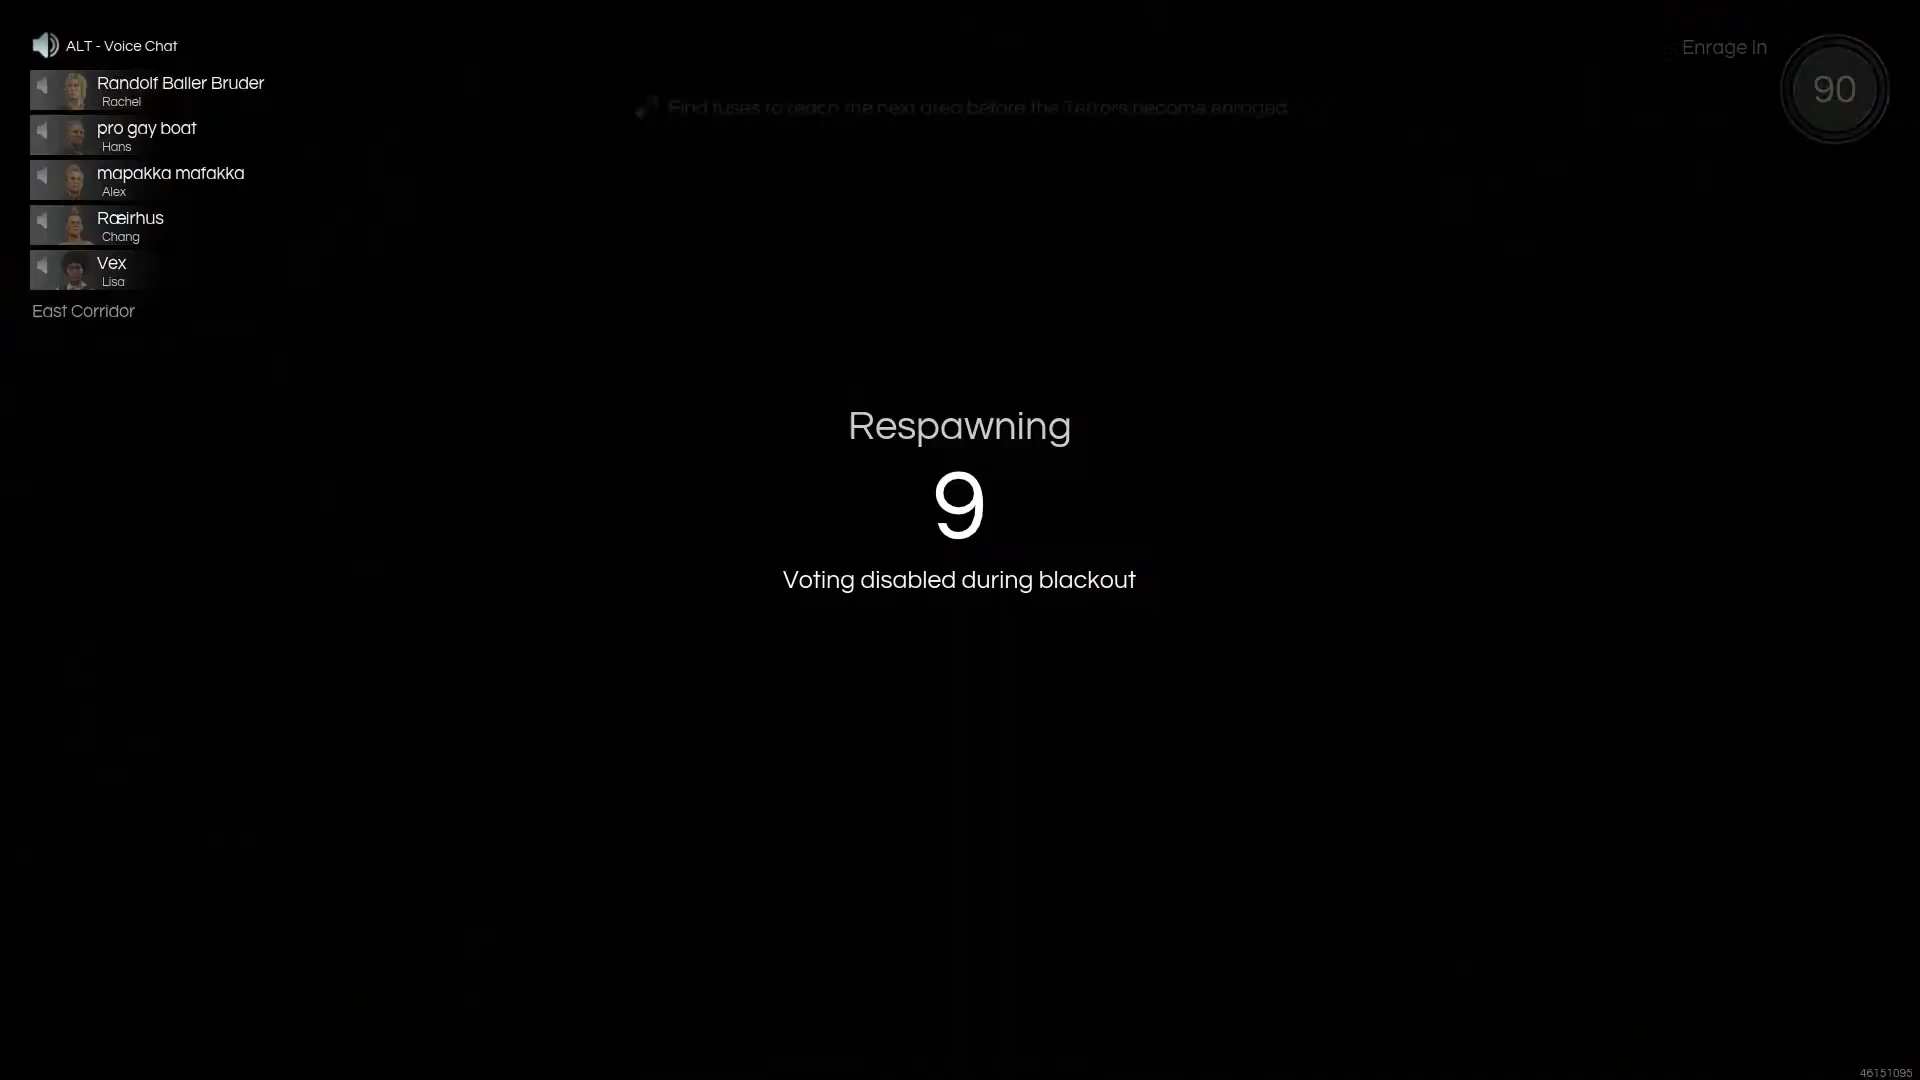 ALT - Voice Chat
Randolf Baller Bruder
Rachel
pro gay boat
Hans
mapakka mafakka
Alex
Ræirhus
Chang
Vex
Lisa
East Corridor
Enrage In
90
Find fuses to reach the next area before the Terrors become enraged
Respawning
9
Voting disabled during blackout
46151095